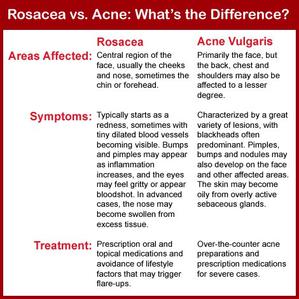 Rosacea vs. Acne: What's the Difference?
Rosacea
Acne Vulgaris
Areas Affected:
Central region of the
face, usually the cheeks
and nose, sometimes the
chin or forehead.
Primarily the face, but
the back, chest and
shoulders may also be
affected to a lesser
degree.
Symptoms:
Typically starts as a
redness, sometimes with
tiny dilated blood vessels
becoming visible. Bumps
and pimples may appear
as inflammation
increases, and the eyes
may feel gritty or appear
bloodshot. In advanced
cases, the nose may
become swollen from
excess tissue.
Characterized by a great
variety of lesions, with
blackheads often
predominant. Pimples,
bumps and nodules may
also develop on the face
and other affected areas.
The skin may become
oily from overly active
sebaceous glands.
Treatment:
Prescription oral and
topical medications and
avoidance of lifestyle
factors that may trigger
flare-ups.
Over-the-counter acne
preparations and
prescription medications
for severe cases.